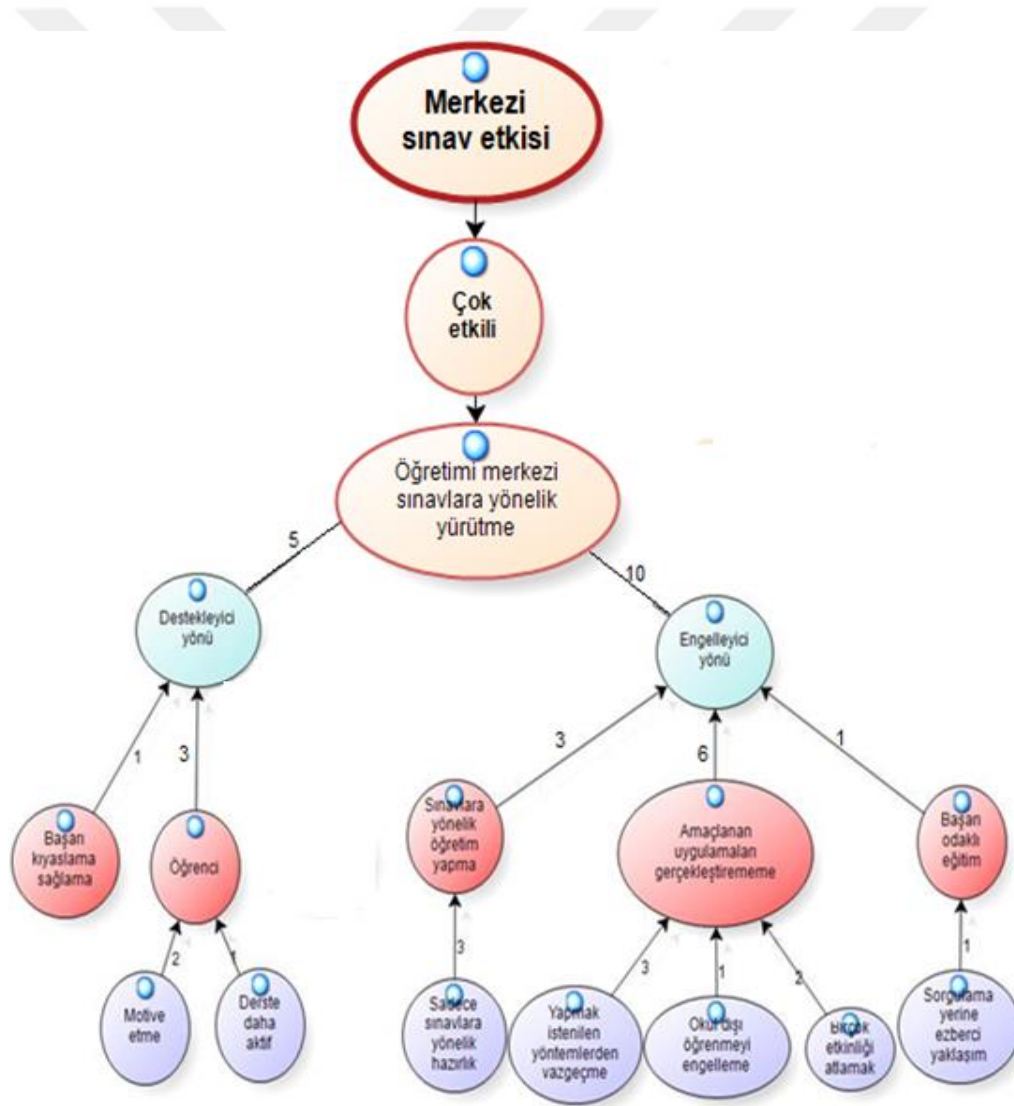 Merkezi
sınav etkisi
Çok
etkili
Öğretimi merkezi
sınavlara yönelik
yürütme
5
10
Destekleyici
yönü
Engelleyici
yönü
1
3
3
6
1
Başarı
kıyaslama
sağlama
Öğrenci
Sınavlara
yönelik
öğretim
yapma
Amaçlanan
uygulamaları
gerçekleştirememe
Başarı
odaklı
eğitim
2
1
3
3
1
2
1
Motive
etme
Derste
daha
aktif
Sadece
sınavlara
yönelik
hazırlık
Yapmak
istenilen
yöntemlerden
vazgeçme
Okul dışı
öğrenmeyi
engelleme
Birçok
etkinliği
atlamak
Sorgulama
yerine
ezberci
yaklaşım